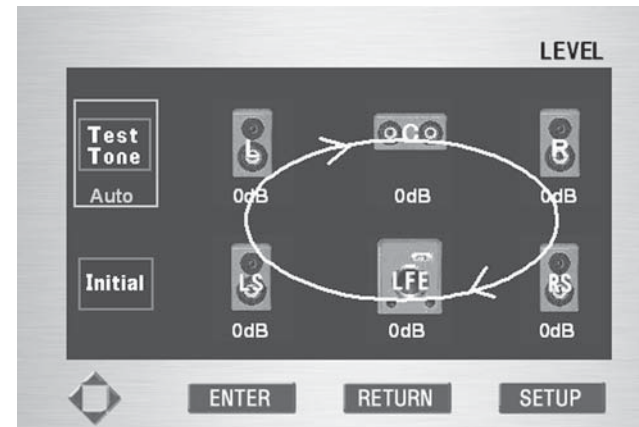 LEVEL
Test
Tone
Auto
L
C
R
0dB
0dB
0dB
Initial
LS
LFE
RS
0dB
0dB
0dB
ENTER
RETURN
SETUP